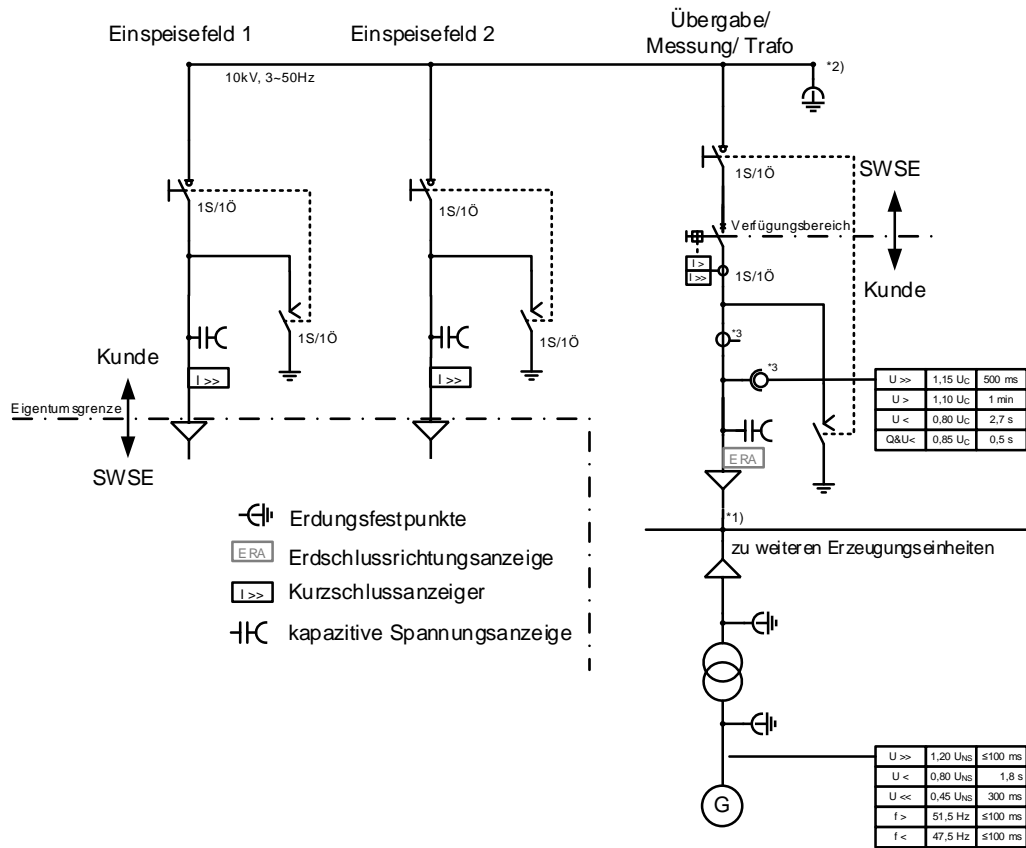 Einspeisefeld 1
Einspeisefeld 2
Übergabe/
Messung/ Trafo
10kV, 3~50Hz
*2)
1S/1Ö
1S/1Ö
1S/1Ö
SWSE
Verfügungsbereich
Kunde
I >
I >>
1S/1Ö
1S/1Ö
1S/1Ö
*3
*3
I >>
I >>
Kunde
Eigentumsgrenze
SWSE
U >> 1,15 UC 500 ms
U > 1,10 UC 1 min
U < 0,80 UC 2,7 s
Q&U< 0,85 UC 0,5 s
ERA
*1)
zu weiteren Erzeugungseinheiten
Erdungsfestpunkte
ERA Erdschlussrichtungsanzeige
I >> Kurzschlussanzeiger
kapazitive Spannungsanzeige
G
U >> 1,20 UNS ≤100 ms
U < 0,80 UNS 1,8 s
U << 0,45 UNS 300 ms
f > 51,5 Hz ≤100 ms
f < 47,5 Hz ≤100 ms